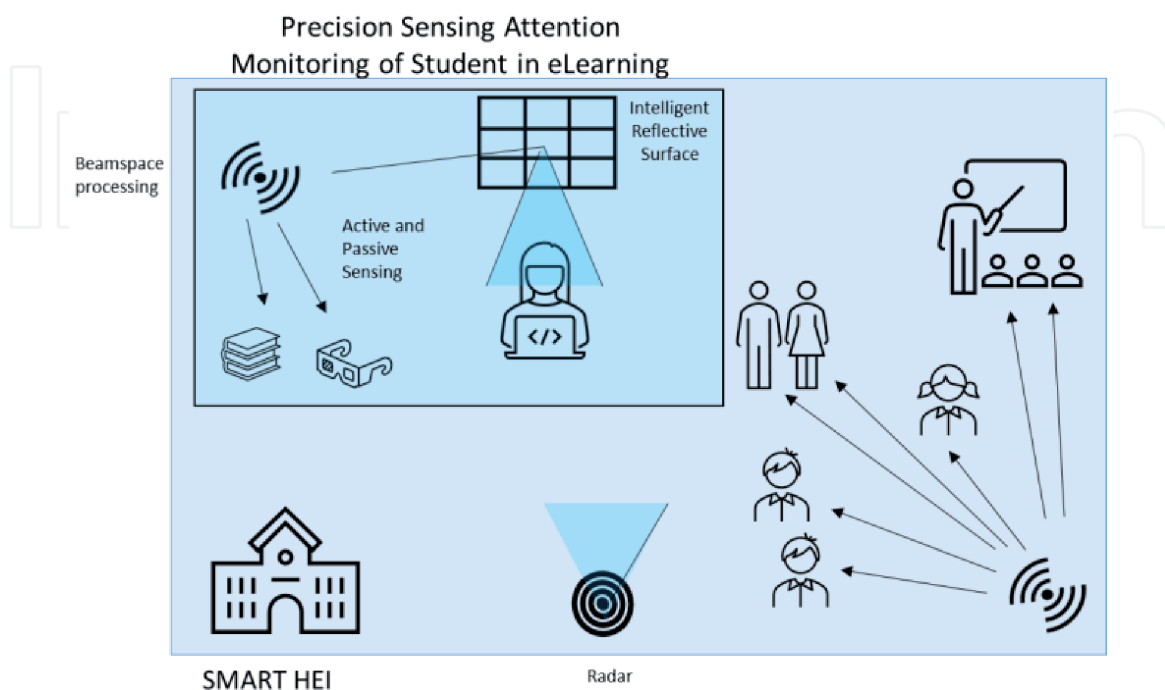 Precision Sensing Attention
Monitoring of Student in eLearning
Intelligent
Reflective
Surface
Beamspace
processing
Active and
Passive
Sensing
</>
SMART HEI
Radar